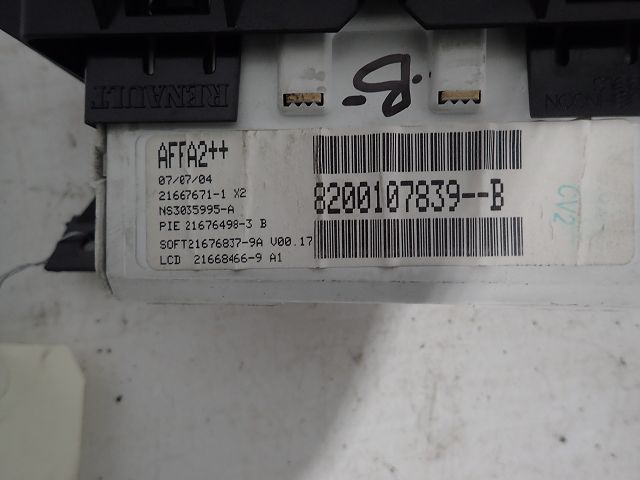 RENAULT
-B-
AFFA2++
07/07/04
21667671-1 X2
NS3035995-A
PIE 21676498-3 B
SOFT21676837-9A V00.17
LCD 21668466-9 A1
8200107839--B
CV2